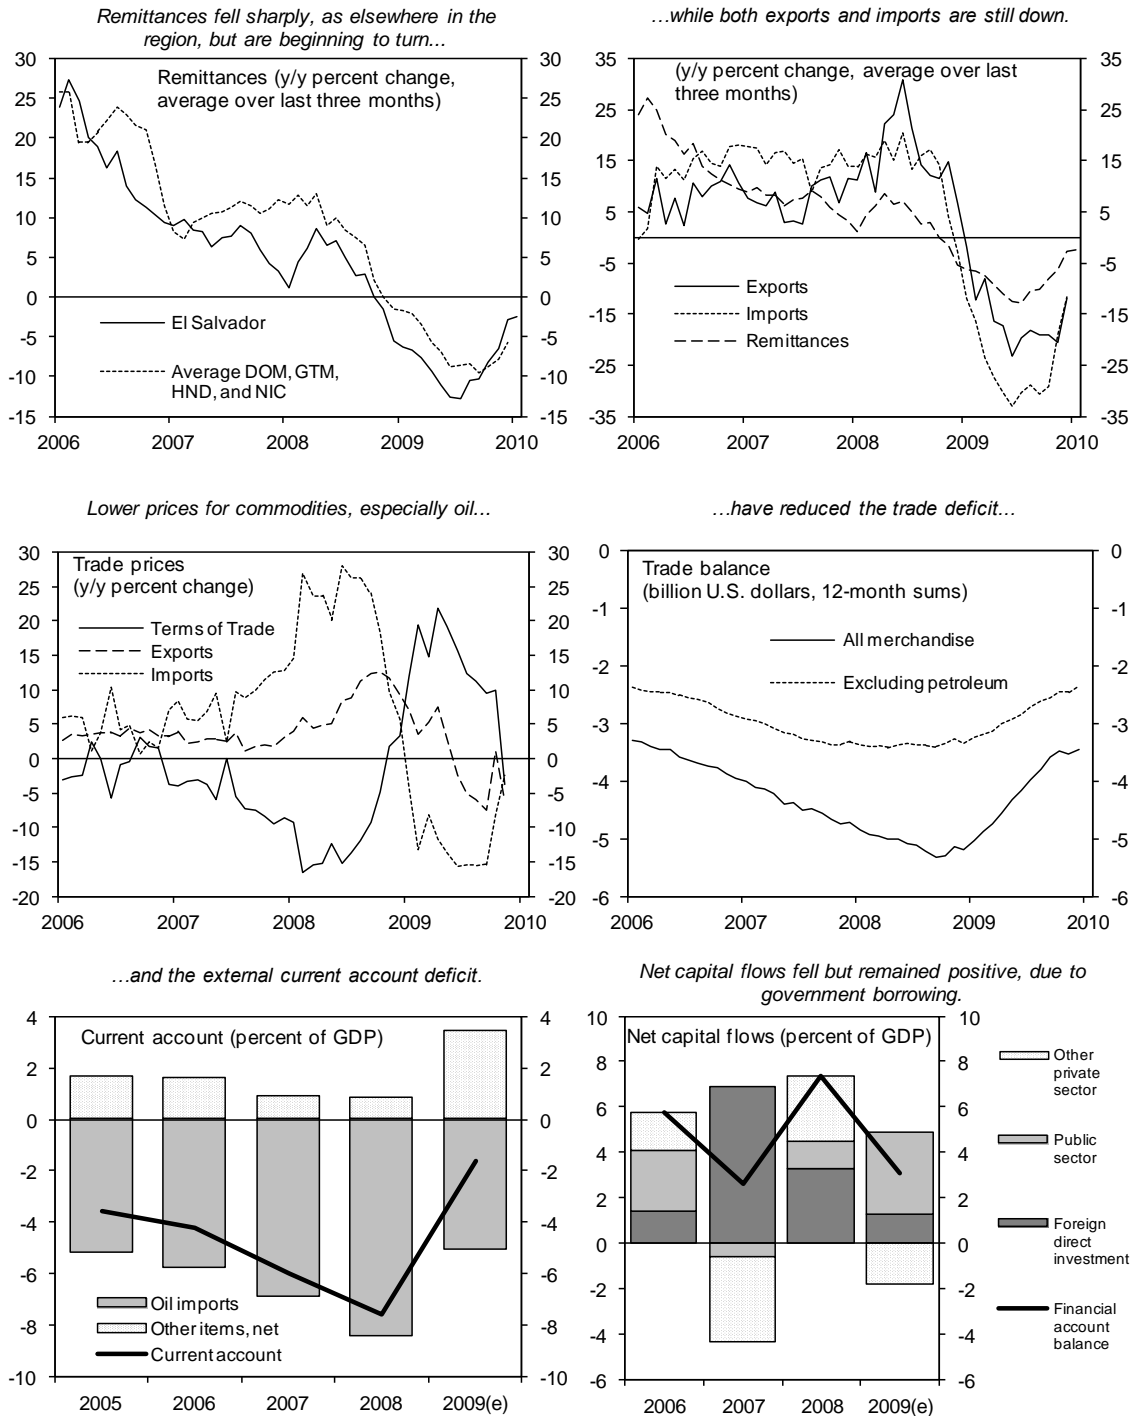 Remittances fell sharply, as elsewhere in the
region, but are beginning to turn...
30
25
20
15
10
5
0
-5
-10
-15
Remittances (y/y percent change,
average over last three months)
El Salvador
Average DOM, GTM,
HND, and NIC
30
25
20
15
10
5
0
-5
-10
-15
2006 2007 2008 2009 2010
...while both exports and imports are still down.
35
25
15
5
-5
-15
-25
-35
(y/y percent change, average over last
three months)
Exports
Imports
Remittances
35
25
15
5
-5
-15
-25
-35
2006 2007 2008 2009 2010
Lower prices for commodities, especially oil...
30
25
20
15
10
5
0
-5
-10
-15
-20
Trade prices
(y/y percent change)
Terms of Trade
Exports
Imports
30
25
20
15
10
5
0
-5
-10
-15
-20
2006 2007 2008 2009 2010
...have reduced the trade deficit...
0
-1
-2
-3
-4
-5
-6
Trade balance
(billion U.S. dollars, 12-month sums)
All merchandise
Excluding petroleum
0
-1
-2
-3
-4
-5
-6
2006 2007 2008 2009 2010
...and the external current account deficit.
4
2
0
-2
-4
-6
-8
-10
Current account (percent of GDP)
Oil imports
Other items, net
Current account
4
2
0
-2
-4
-6
-8
-10
2005 2006 2007 2008 2009(e)
Net capital flows fell but remained positive, due to
government borrowing.
10
8
6
4
2
0
-2
-4
-6
Net capital flows (percent of GDP)
10
8
6
4
2
0
-2
-4
-6
2006 2007 2008 2009(e)
Other
private
sector
Public
sector
Foreign
direct
investment
Financial
account
balance